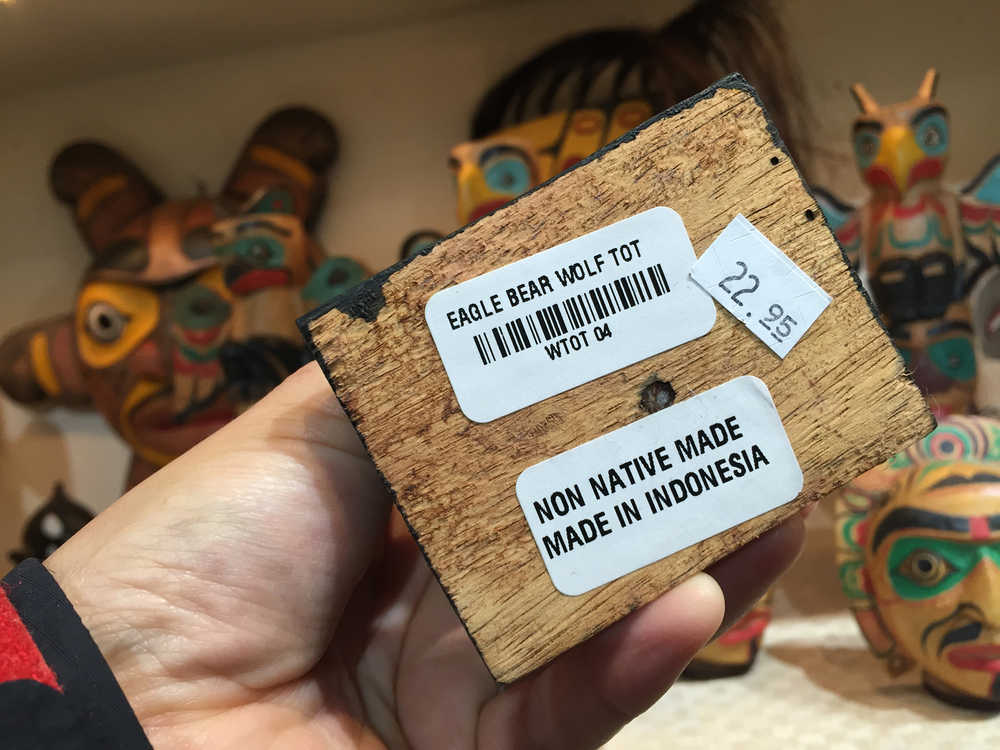 EAGLE BEAR WOLF TOT
WTOT 04
22.95
NON NATIVE MADE
MADE IN INDONESIA